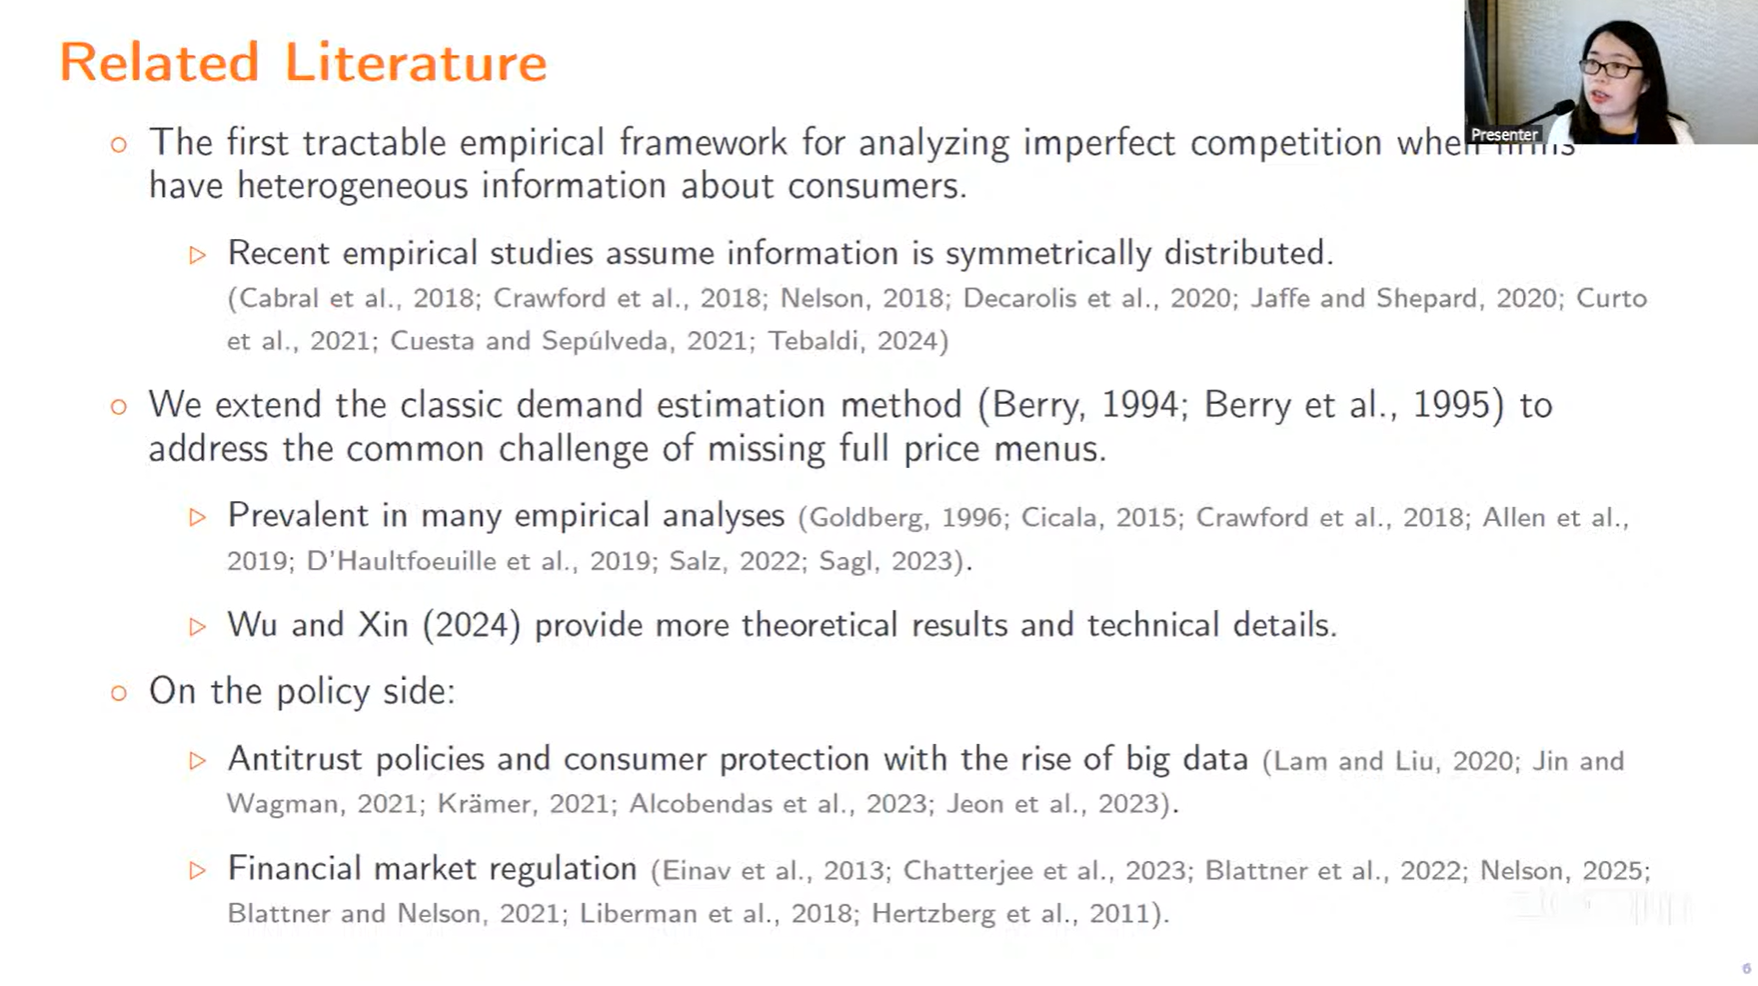 Related Literature
Presenter
○ The first tractable empirical framework for analyzing imperfect competition when firms
have heterogeneous information about consumers.
▷ Recent empirical studies assume information is symmetrically distributed.
(Cabral et al., 2018; Crawford et al., 2018; Nelson, 2018; Decarolis et al., 2020; Jaffe and Shepard, 2020; Curto
et al., 2021; Cuesta and Sepúlveda, 2021; Tebaldi, 2024)
○ We extend the classic demand estimation method (Berry, 1994; Berry et al., 1995) to
address the common challenge of missing full price menus.
▷ Prevalent in many empirical analyses (Goldberg, 1996; Cicala, 2015; Crawford et al., 2018; Allen et al.,
2019; D'Haultfoeuille et al., 2019; Salz, 2022; Sagl, 2023).
▷ Wu and Xin (2024) provide more theoretical results and technical details.
○ On the policy side:
▷ Antitrust policies and consumer protection with the rise of big data (Lam and Liu, 2020; Jin and
Wagman, 2021; Krämer, 2021; Alcobendas et al., 2023; Jeon et al., 2023).
▷ Financial market regulation (Einav et al., 2013; Chatterjee et al., 2023; Blattner et al., 2022; Nelson, 2025;
Blattner and Nelson, 2021; Liberman et al., 2018; Hertzberg et al., 2011).
6